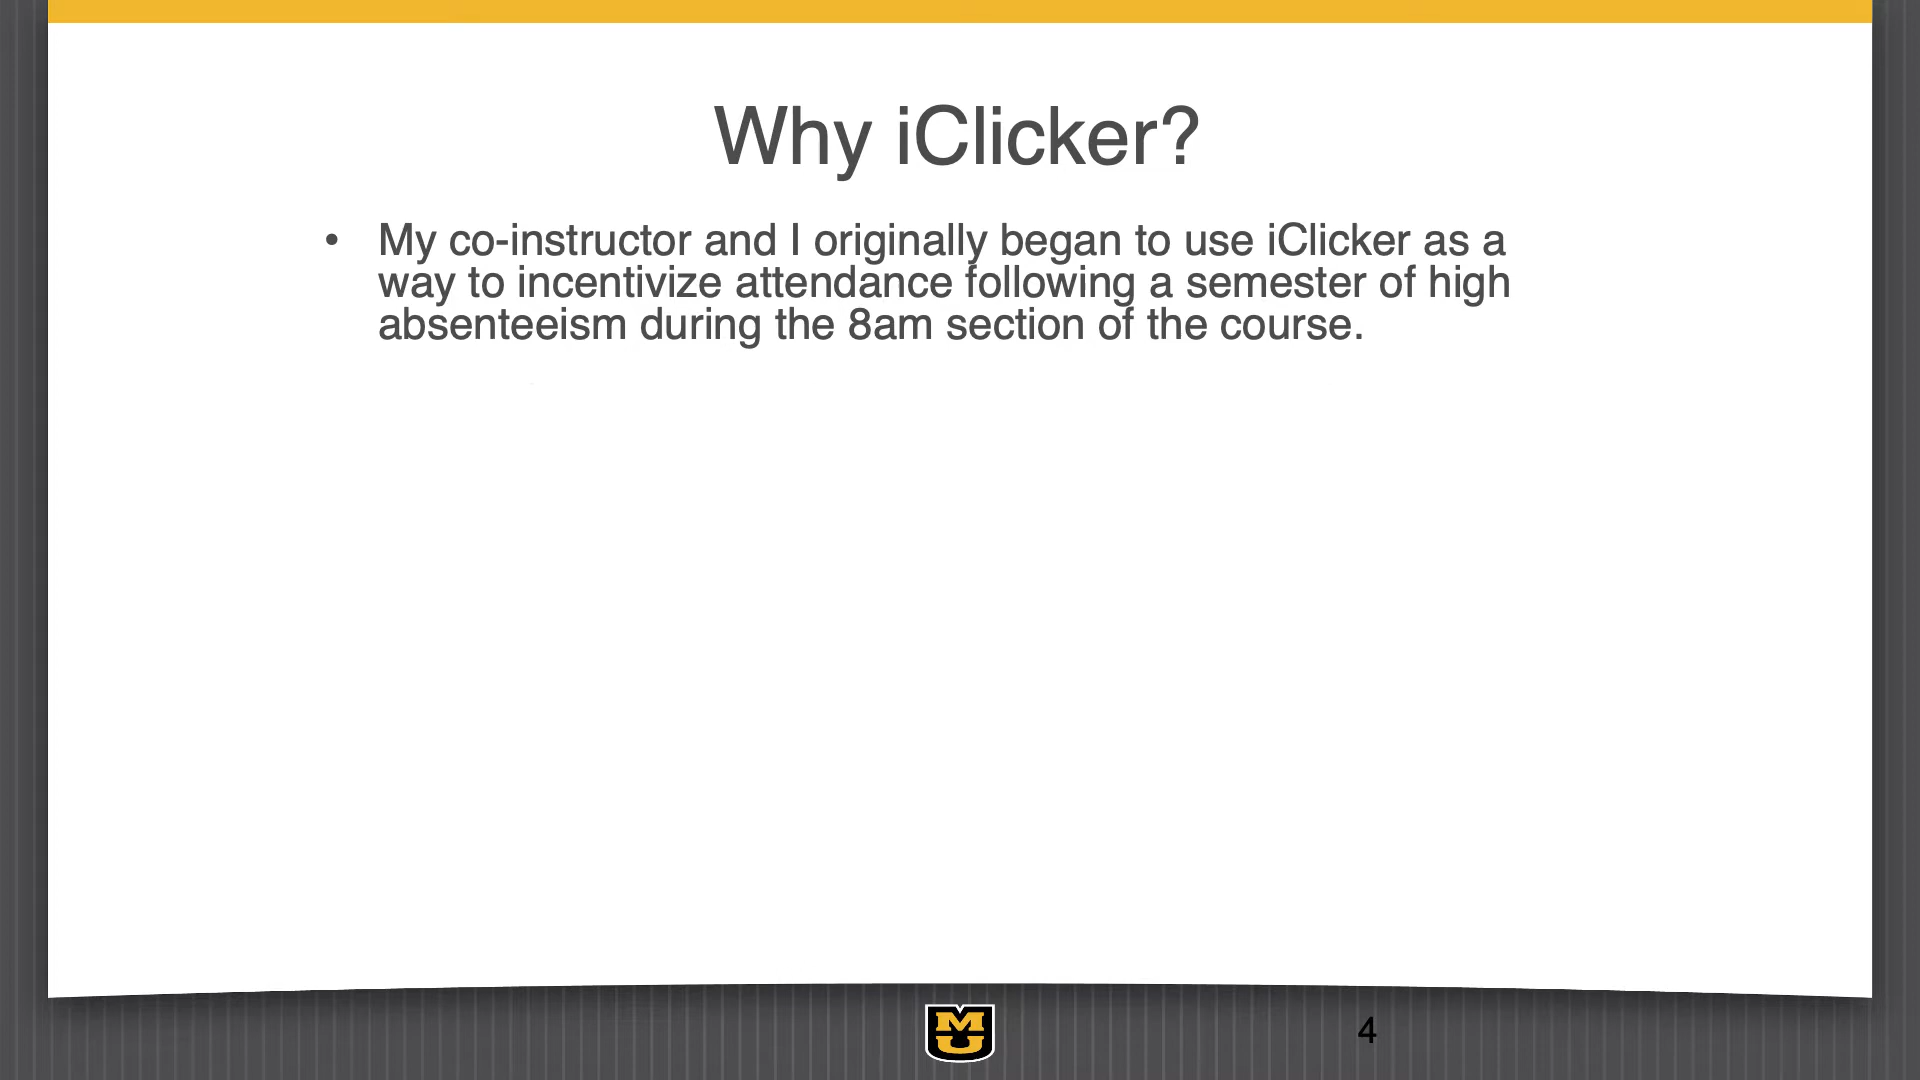 Why iClicker?
• My co-instructor and I originally began to use iClicker as a
way to incentivize attendance following a semester of high
absenteeism during the 8am section of the course.
MU
4